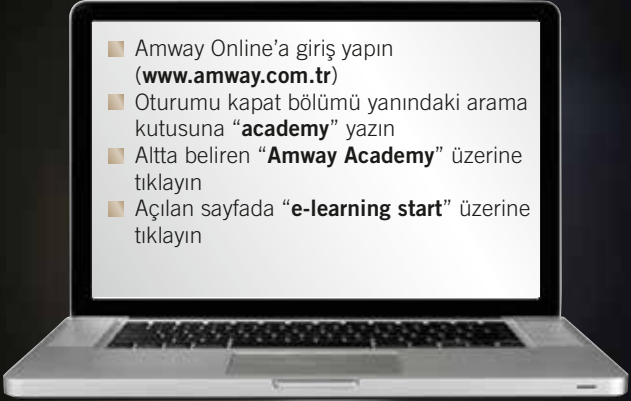 Amway Online’a giriş yapın
(www.amway.com.tr)
Oturumu kapat bölümü yanındaki arama
kutusuna “academy” yazın
Altta beliren “Amway Academy” üzerine
tıklayın
Açılan sayfada “e-learning start” üzerine
tıklayın